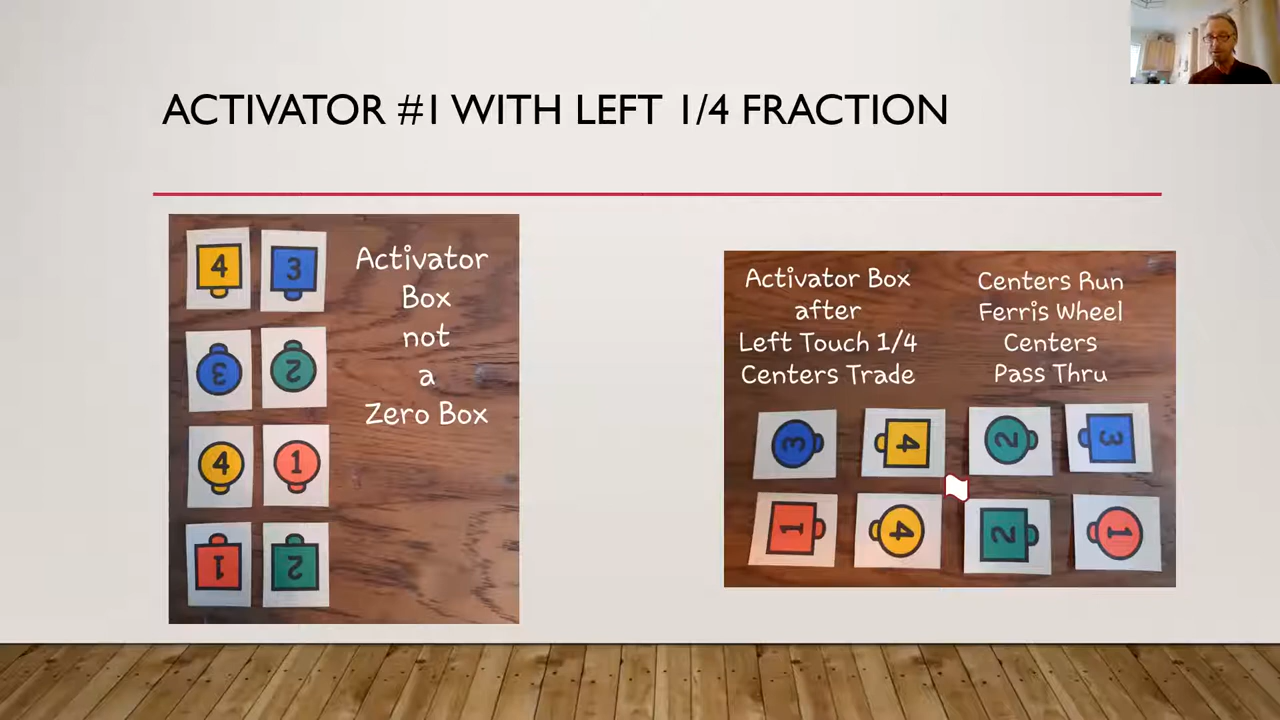 ACTIVATOR #1 WITH LEFT 1/4 FRACTION
4 3
Activator
Box
not
a
Zero Box
3 2
4 1
1 2
Activator Box
after
Left Touch 1/4
Centers Trade
Centers Run
Ferris Wheel
Centers
Pass Thru
3 4 2 3
1 4 2 1